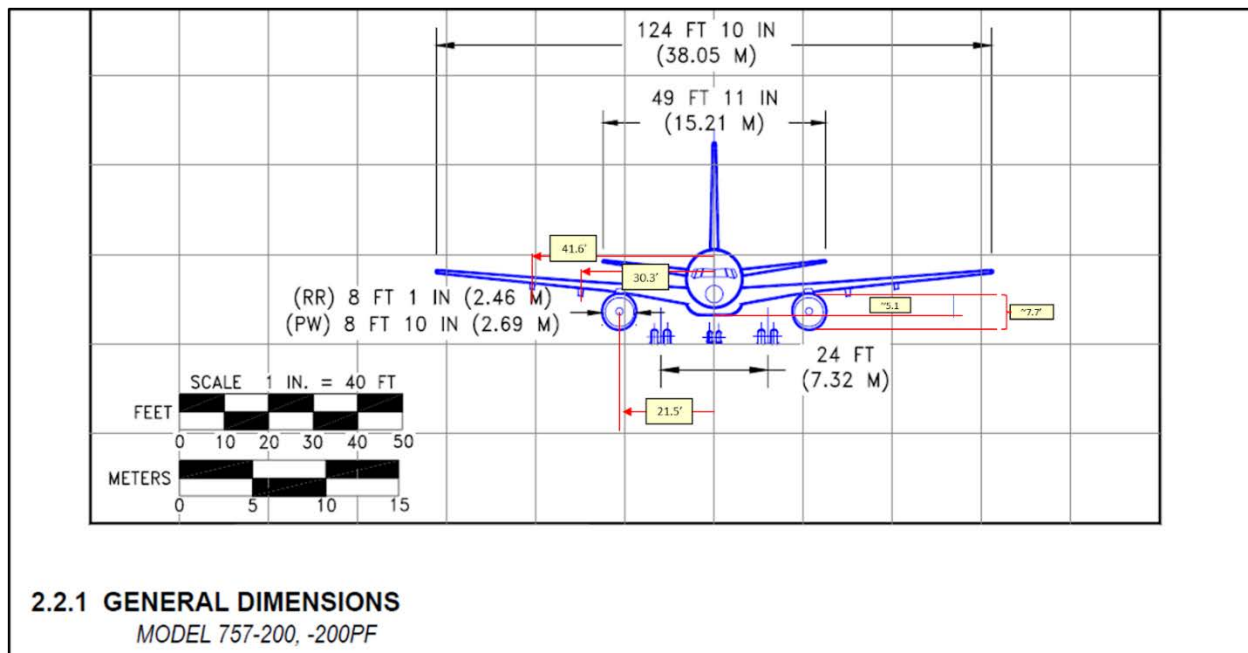 124 FT 10 IN
(38.05 M)
49 FT 11 IN
(15.21 M)
41.6'
30.3'
(RR) 8 FT 1 IN (2.46 M)
(PW) 8 FT 10 IN (2.69 M)
~5.1
~7.7'
24 FT
(7.32 M)
21.5'
SCALE 1 IN. = 40 FT
FEET
0 10 20 30 40 50
METERS
0 5 10 15
2.2.1 GENERAL DIMENSIONS
MODEL 757-200, -200PF